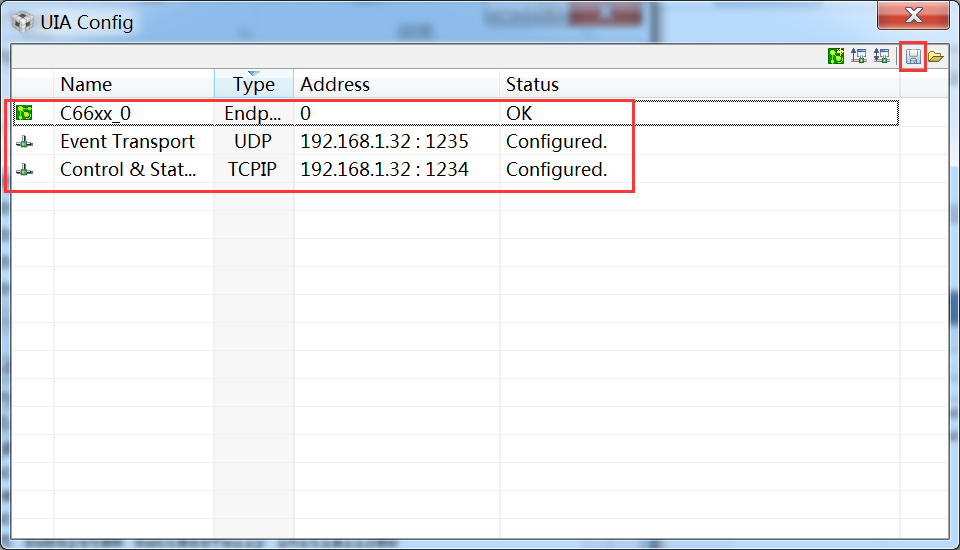 UIA Config
Name Type Address Status
C66xx_0 Endp... 0 OK
Event Transport UDP 192.168.1.32 : 1235 Configured.
Control & Stat... TCPIP 192.168.1.32 : 1234 Configured.